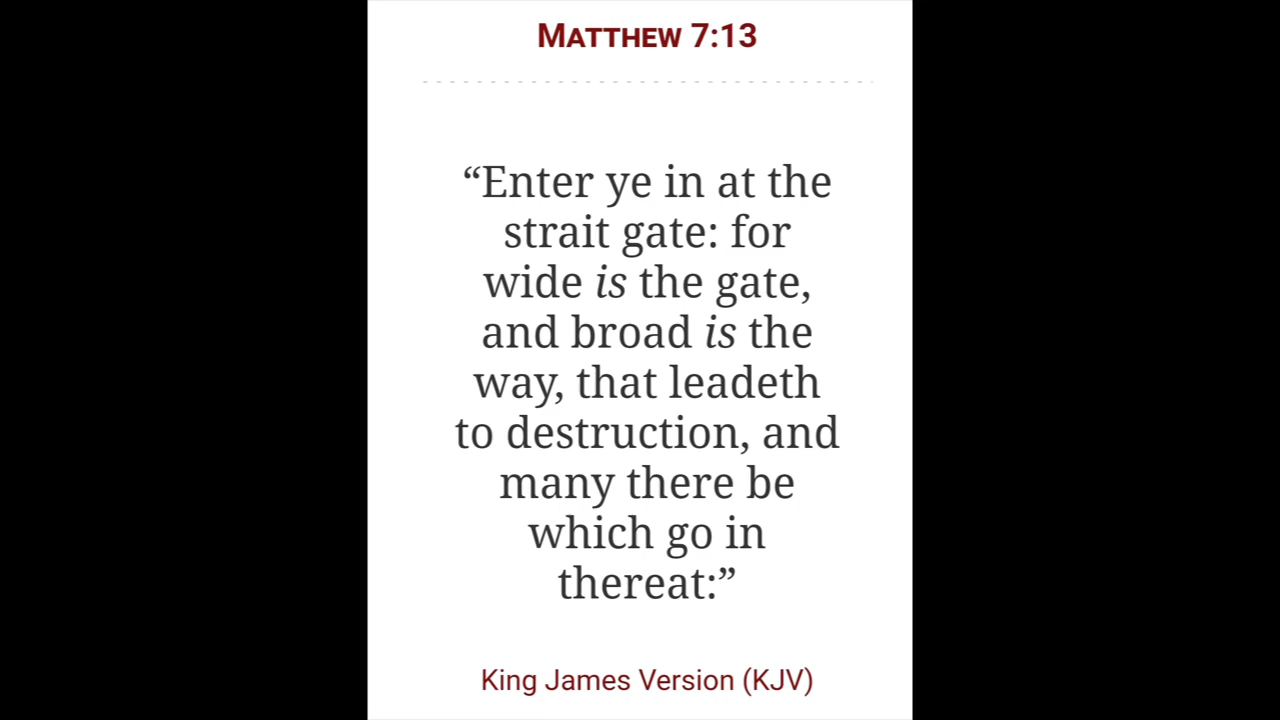 Matthew 7:13
“Enter ye in at the
strait gate: for
wide is the gate,
and broad is the
way, that leadeth
to destruction, and
many there be
which go in
thereat:”
King James Version (KJV)